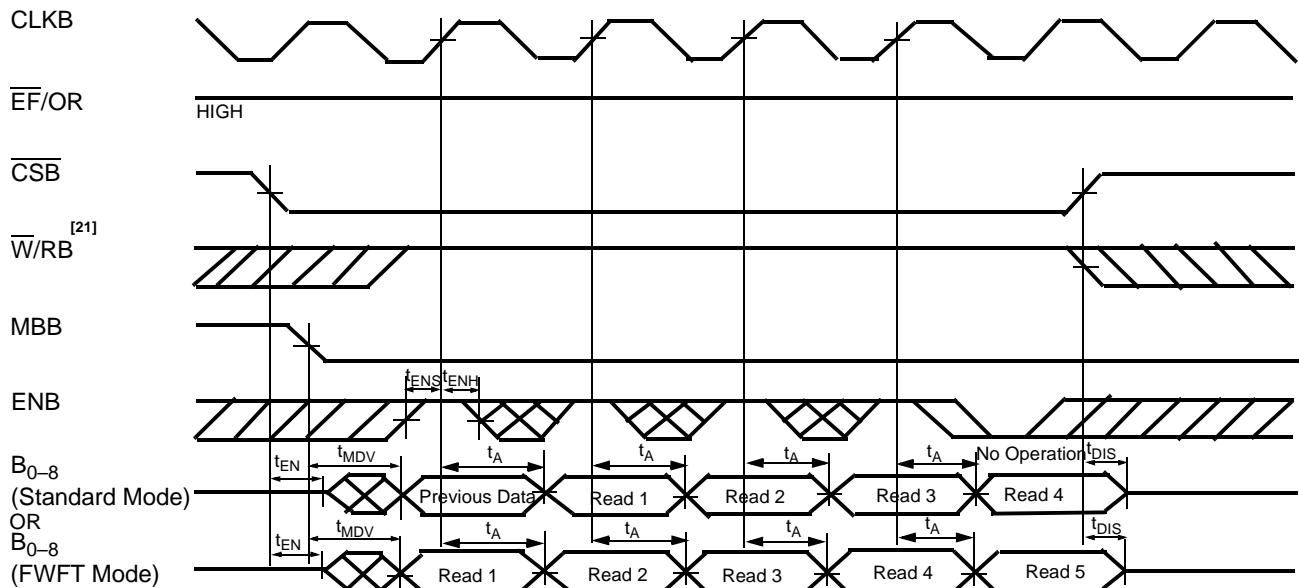 CLKB
EF/OR
HIGH
CSB
W/RB [21]
MBB
tENS tENH
ENB
tEN tMDV tA tA tA tA No Operation tDIS
B0–8
(Standard Mode) Previous Data Read 1 Read 2 Read 3 Read 4
OR
B0–8 tEN tMDV tA tA tA tA tDIS
(FWFT Mode) Read 1 Read 2 Read 3 Read 4 Read 5